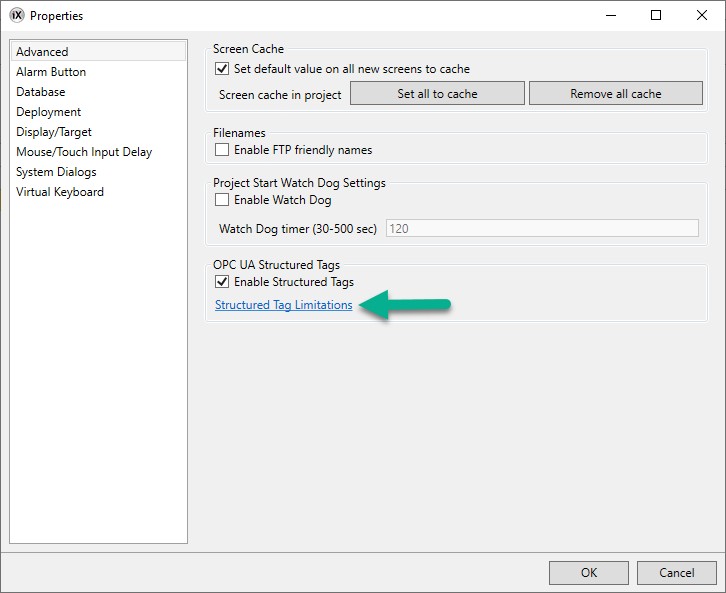 iX Properties
Advanced
Alarm Button
Database
Deployment
Display/Target
Mouse/Touch Input Delay
System Dialogs
Virtual Keyboard
Screen Cache
Set default value on all new screens to cache
Screen cache in project Set all to cache Remove all cache
Filenames
Enable FTP friendly names
Project Start Watch Dog Settings
Enable Watch Dog
Watch Dog timer (30-500 sec) 120
OPC UA Structured Tags
Enable Structured Tags
Structured Tag Limitations
OK Cancel